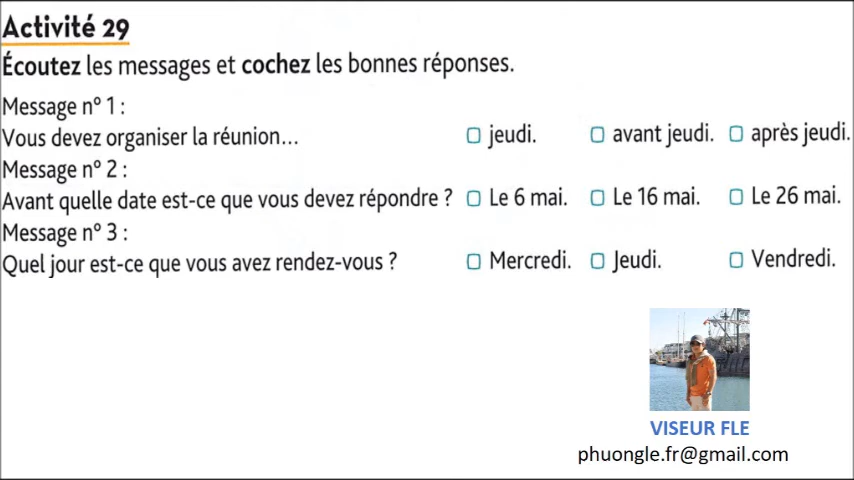 Activité 29
Écoutez les messages et cochez les bonnes réponses.
Message nº 1 :
Vous devez organiser la réunion... jeudi. avant jeudi. après jeudi.
Message nº 2 :
Avant quelle date est-ce que vous devez répondre ? Le 6 mai. Le 16 mai. Le 26 mai.
Message nº 3 :
Quel jour est-ce que vous avez rendez-vous ? Mercredi. Jeudi. Vendredi.
VISEUR FLE
phuongle.fr@gmail.com